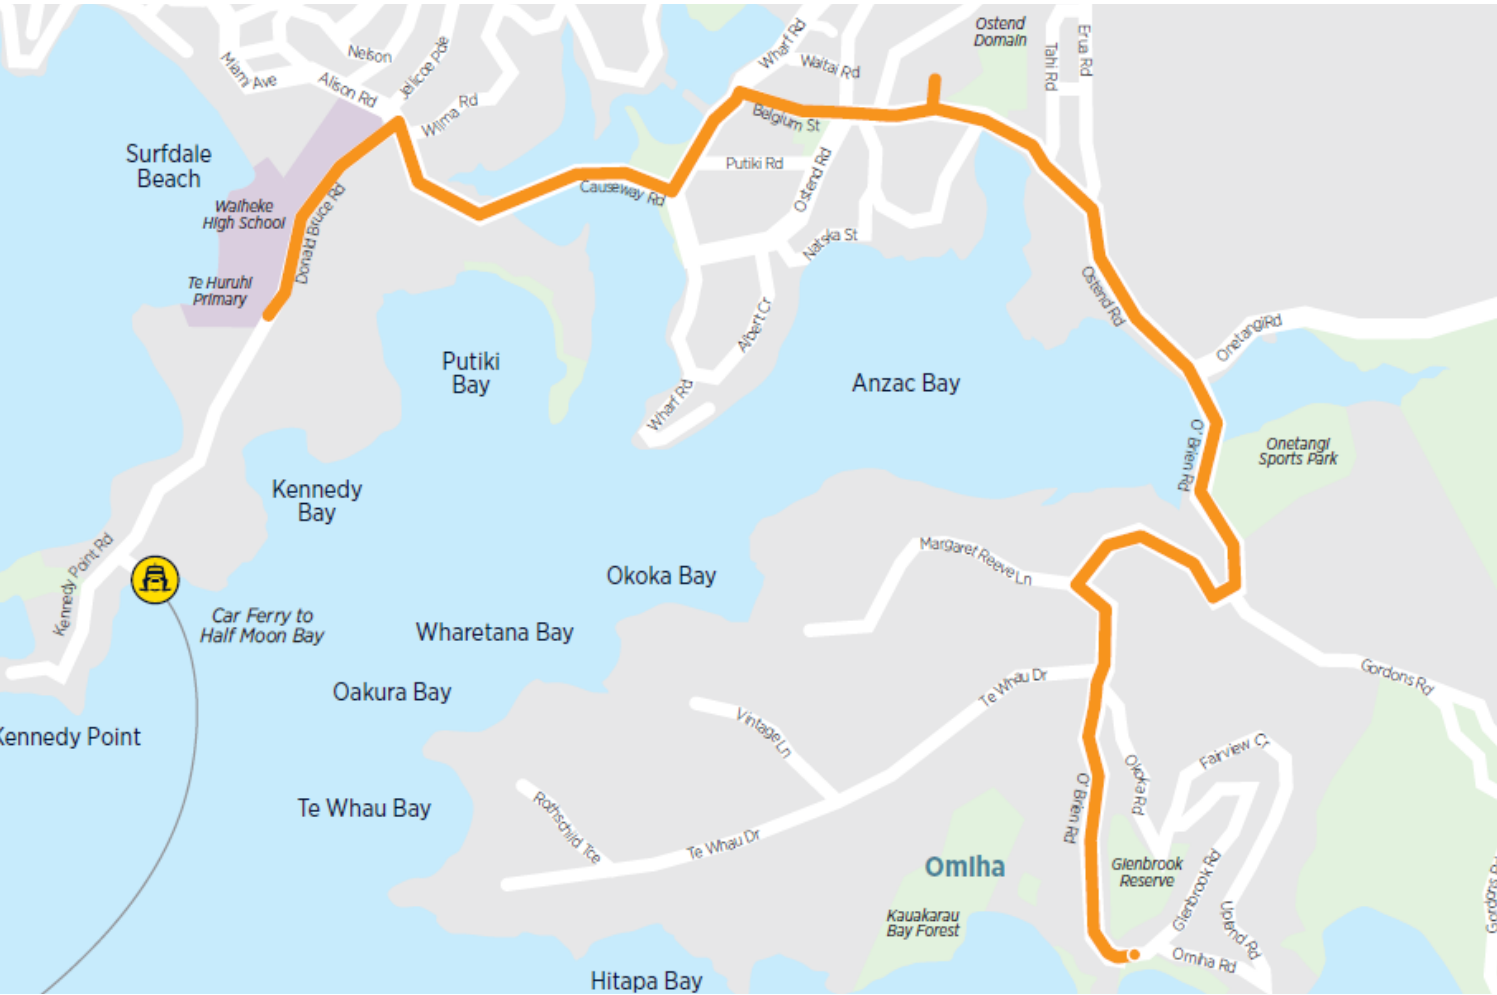 Ostend
Domain
Wharf Rd
Waitai Rd
Tahi Rd
Erua Rd
Nelson
Jellicoe Pde
Miami Ave
Alison Rd
Wilma Rd
Belgium St
Surfdale
Beach
Putiki Rd
Ostend Rd
Causeway Rd
Waiheke
High School
Donald Bruce Rd
Natska St
Te Huruhi
Primary
Ostend Rd
Albert Cr
Onetangi Rd
Putiki
Bay
Anzac Bay
Wharf Rd
O' Brien Rd
Onetangi
Sports Park
Kennedy
Bay
Kennedy Point Rd
Margaret Reeve Ln
Okoka Bay
Car Ferry to
Half Moon Bay
Wharetana Bay
Gordons Rd
Te Whau Dr
Oakura Bay
Vintage Ln
Kennedy Point
Fairview Cr
Okoka Rd
Te Whau Bay
Rothschild Tce
O' Brien Rd
Te Whau Dr
Omiha
Glenbrook
Reserve
Glenbrook Rd
Gordons
Kauakarau
Bay Forest
Uplend Rd
Omiha Rd
Hitapa Bay